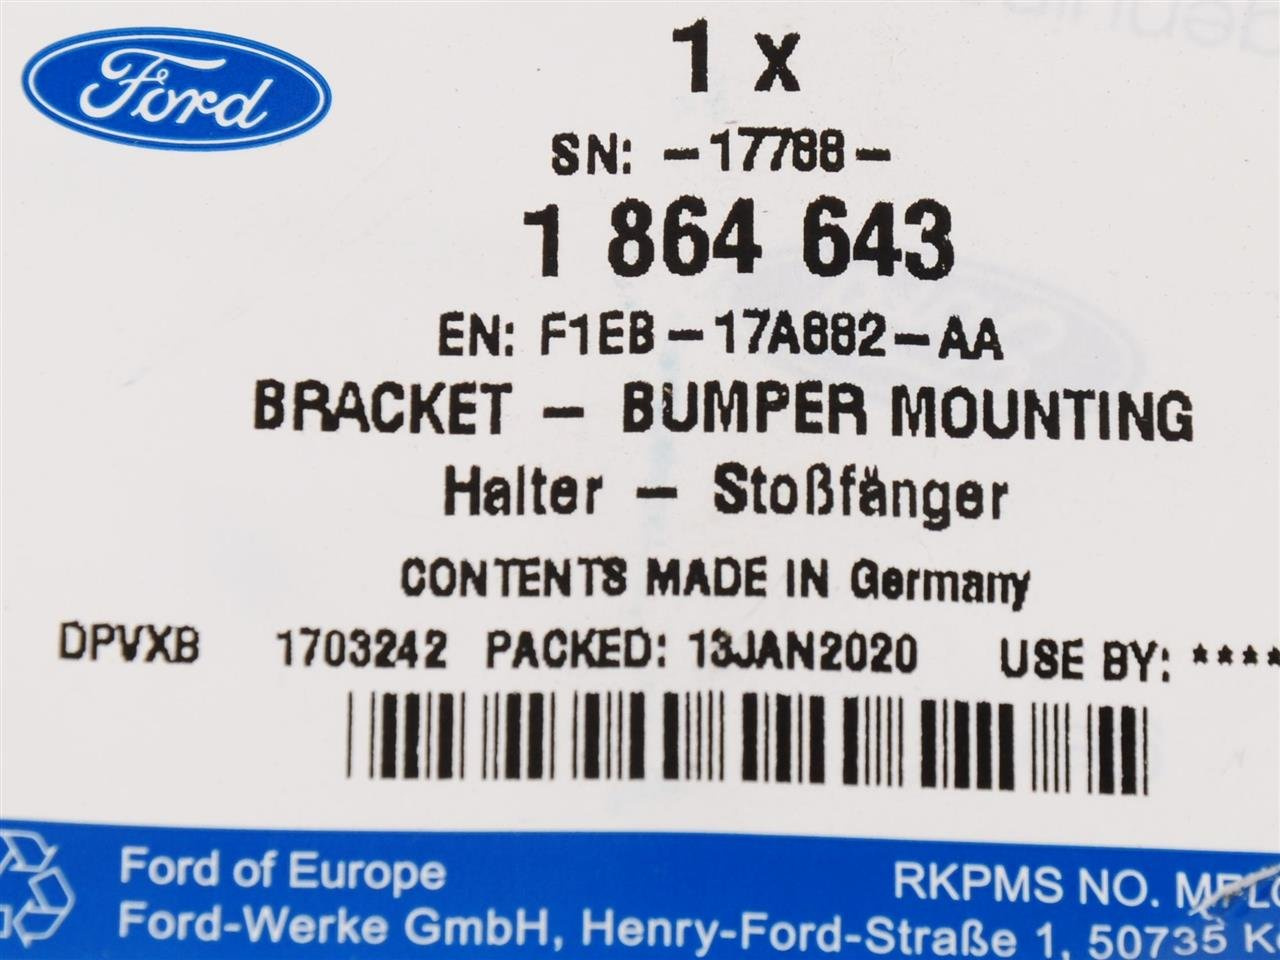 Ford
1 x
SN: -17788-
1 864 643
EN: F1EB-17A882-AA
BRACKET - BUMPER MOUNTING
Halter - Stoßfänger
CONTENTS MADE IN Germany
DPVXB 1703242 PACKED: 13JAN2020 USE BY: ****
Ford of Europe RKPMS NO.
Ford-Werke GmbH, Henry-Ford-Straße 1, 50735